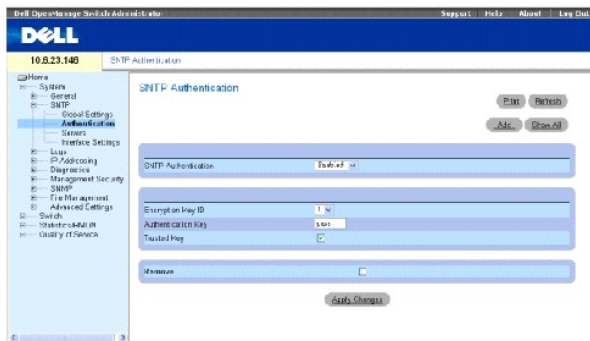 Dell OpenManage Switch Administrator
Support Help About Log Out
DELL
10.6.23.146
SNTP Authentication
Home
System
General
SNTP
Global Settings
Authentication
Servers
Interface Settings
Logs
IP Addressing
Diagnostics
Management Security
SNMP
File Management
Advanced Settings
Switch
Statistics/RMON
Quality of Service
SNTP Authentication
Print Refresh
Add Show All
SNTP Authentication Enabled
Encryption Key ID 1
Authentication Key
Trusted Key
Remove
Apply Changes